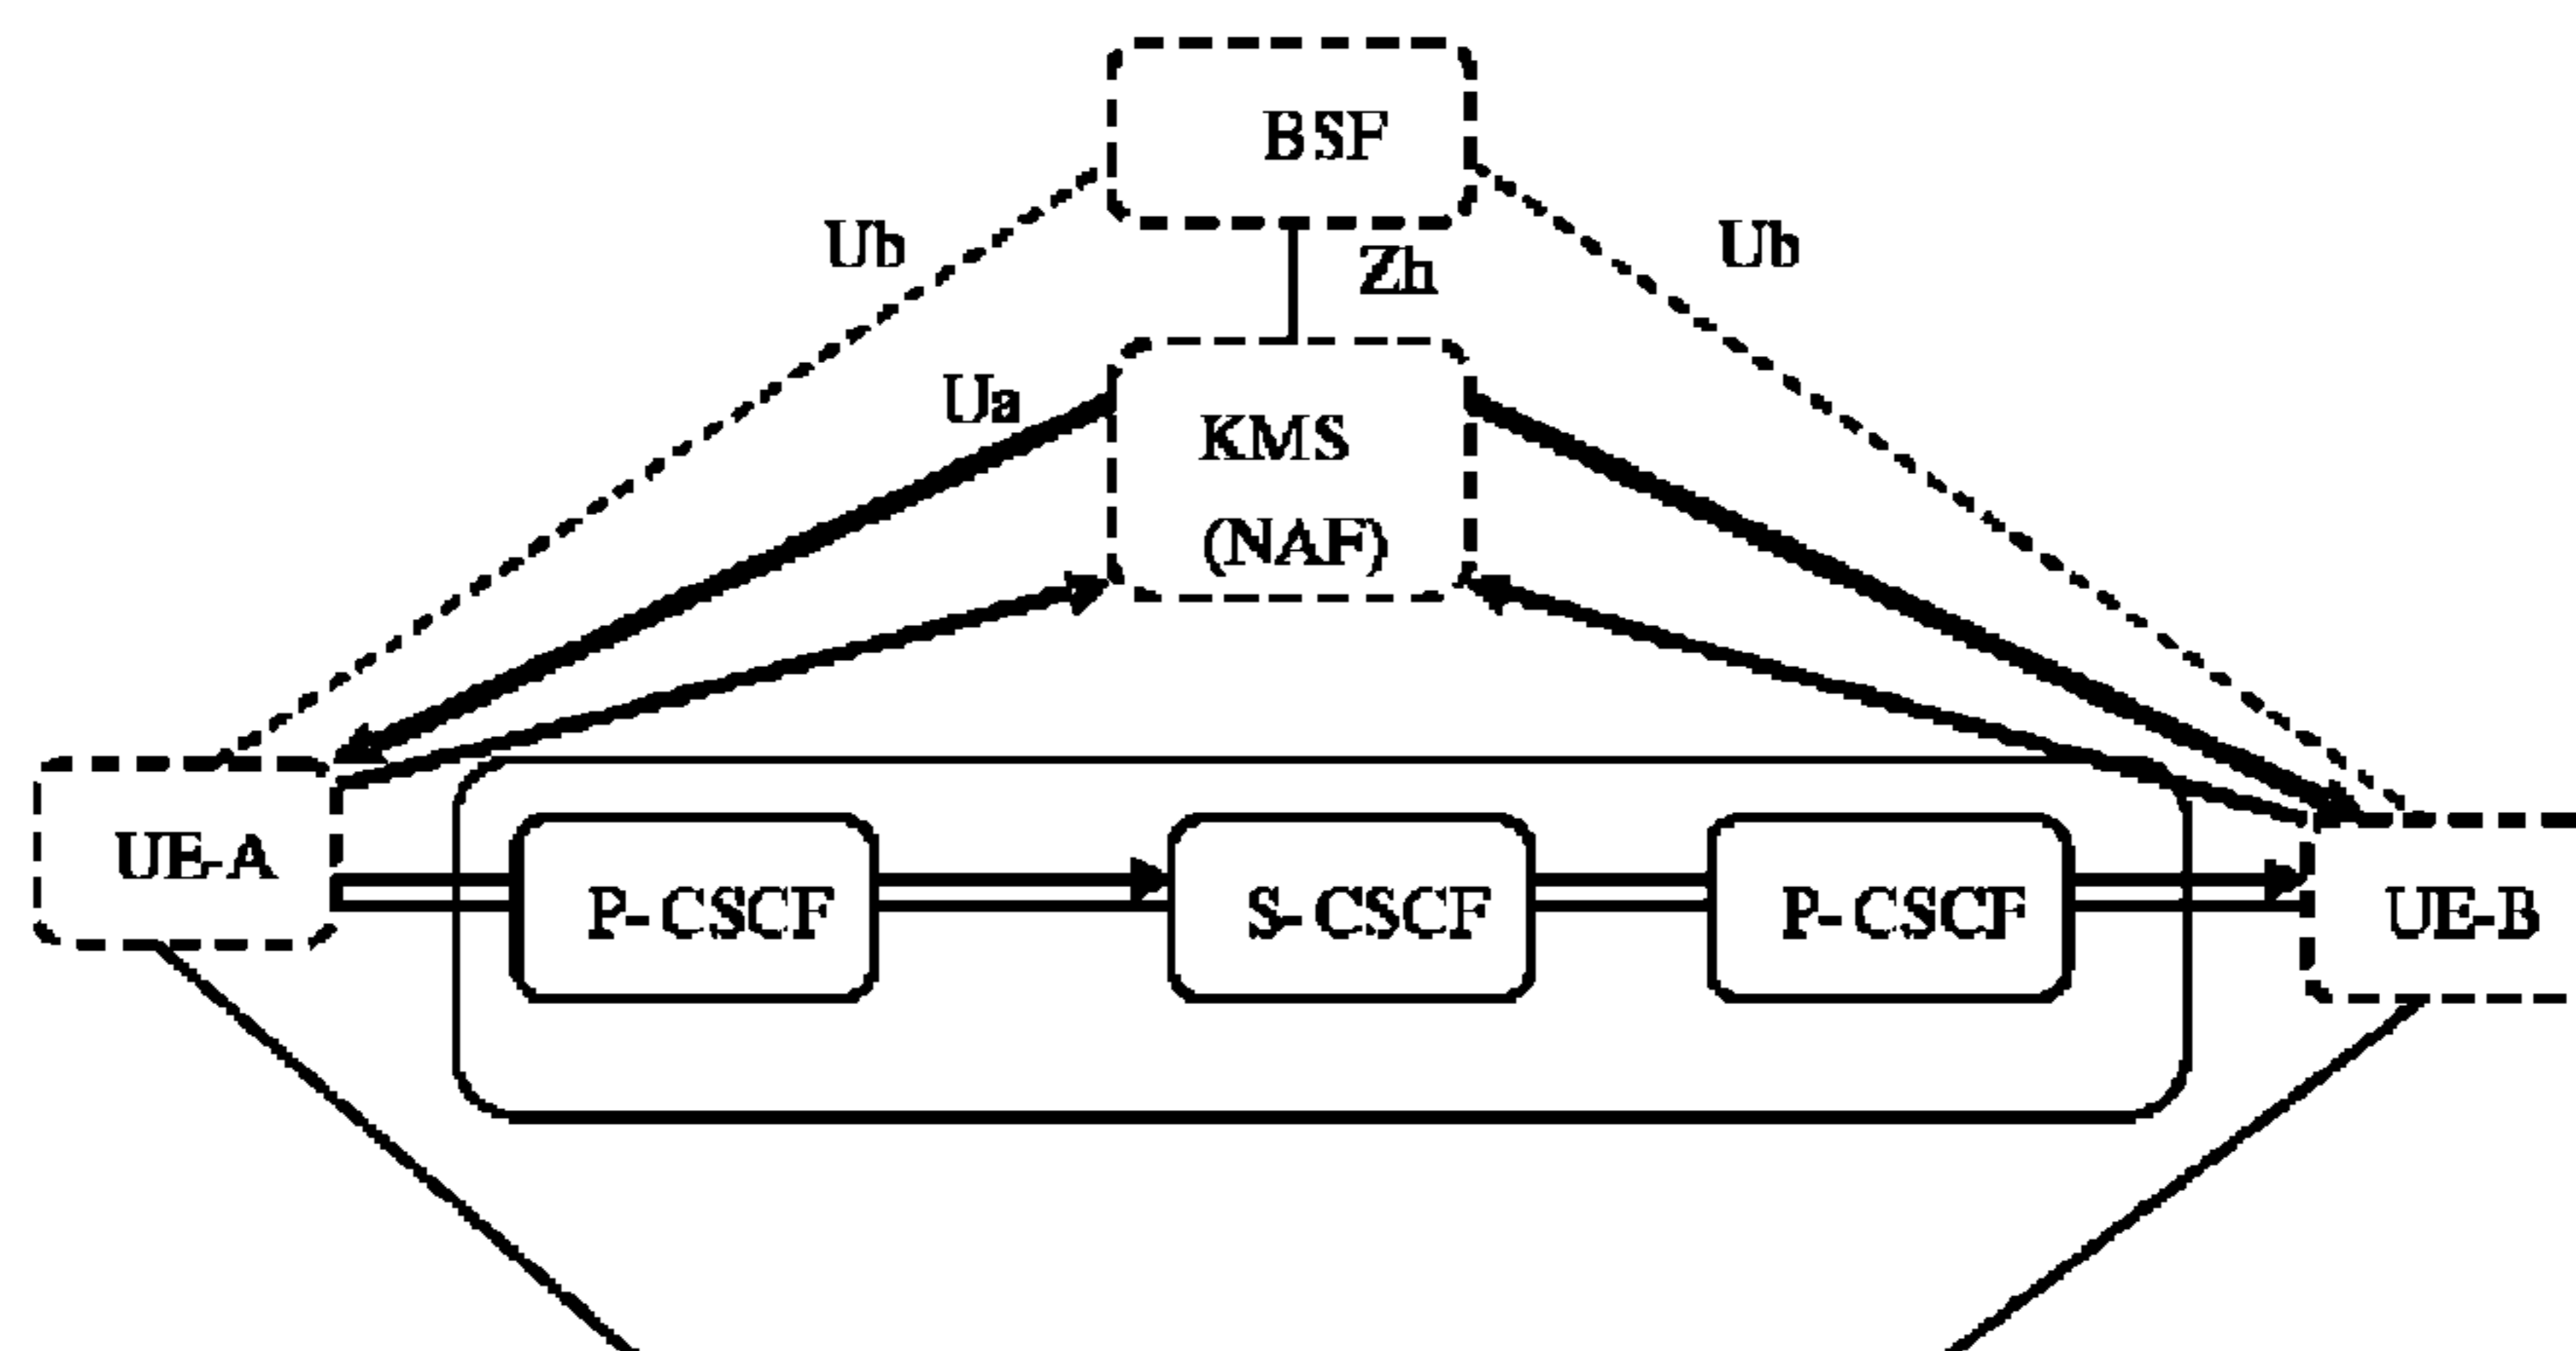 BSF
Ub
Ub
Zh
Ua
KMS
(NAF)
UE-A
P-CSCF
S-CSCF
P-CSCF
UE-B